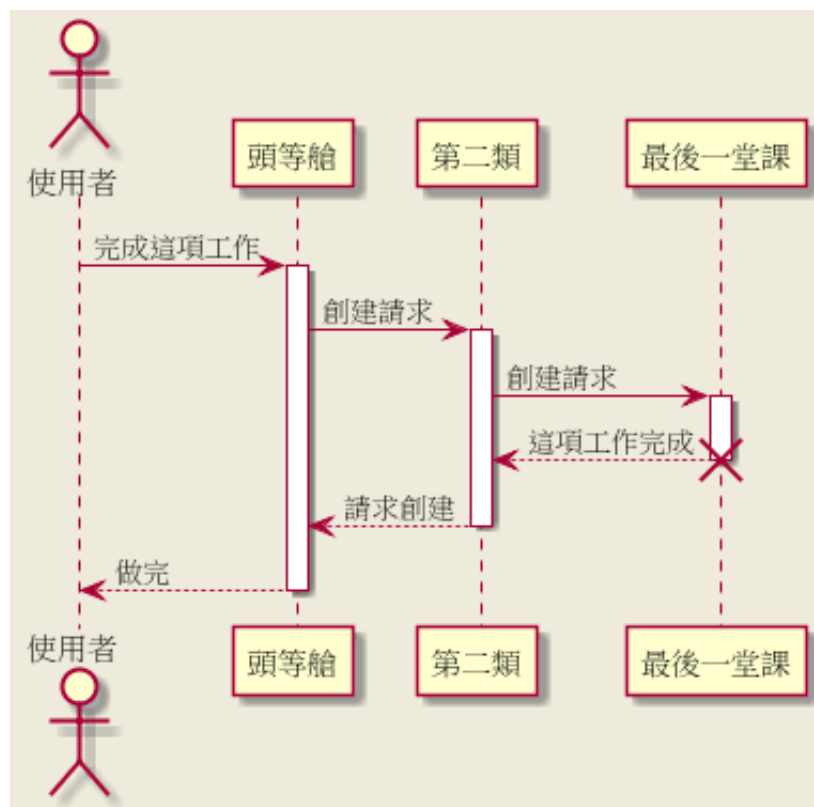 使用者
頭等艙
第二類
最後一堂課
完成這項工作
創建請求
創建請求
這項工作完成
請求創建
做完
使用者
頭等艙
第二類
最後一堂課